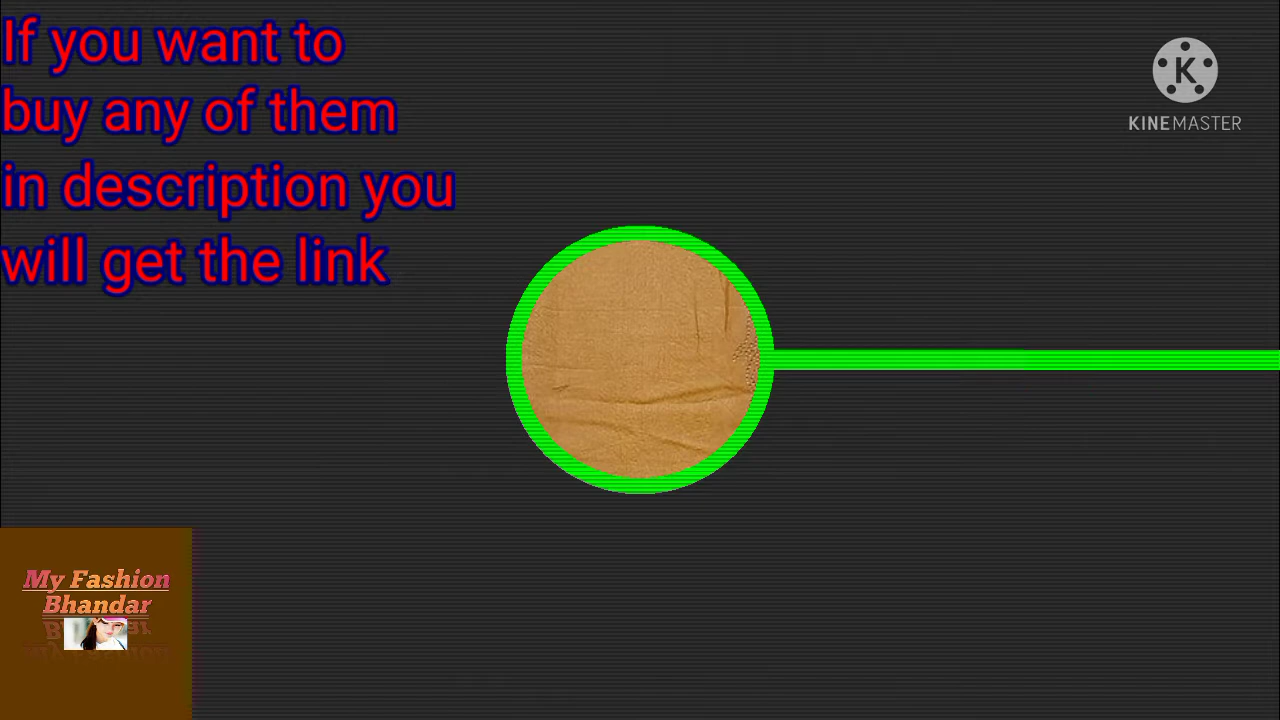 If you want to
buy any of them
in description you
will get the link
KINEMASTER
My Fashion
Bhandar